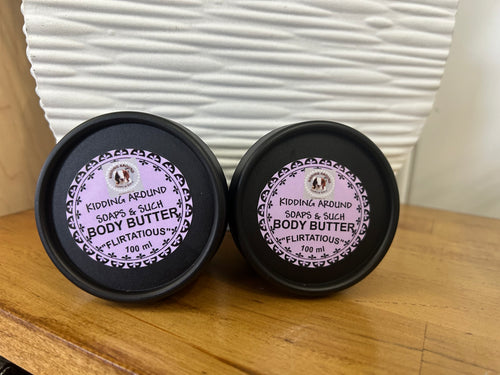 KIDDING AROUND
SOAPS & SUCH
BODY BUTTER
"FLIRTATIOUS"
100 ml
KIDDING AROUND
SOAPS & SUCH
BODY BUTTER
"FLIRTATIOUS"
100 ml